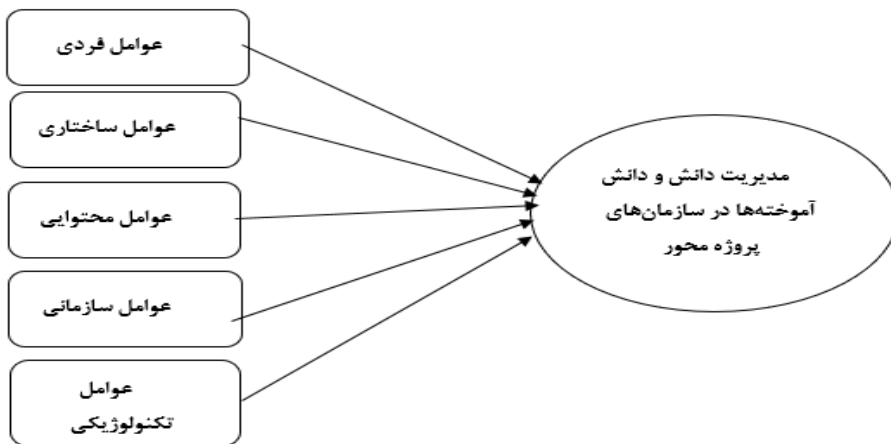 عوامل فردی
عوامل ساختاری
عوامل محتوایی
عوامل سازمانی
عوامل
تکنولوژیکی
مدیریت دانش و دانش
آموخته‌ها در سازمان‌های
پروژه محور